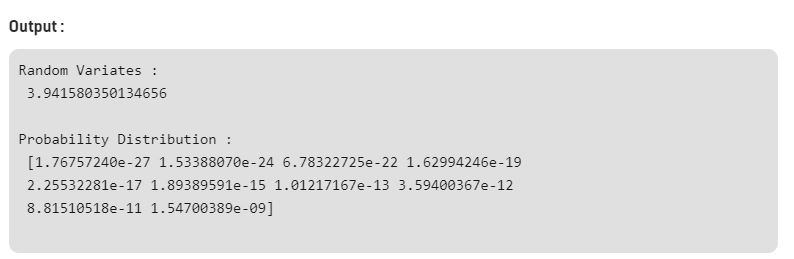 Output :
Random Variates :
3.941580350134656
Probability Distribution :
[1.76757240e-27 1.53388070e-24 6.78322725e-22 1.62994246e-19
2.25532281e-17 1.89389591e-15 1.01217167e-13 3.59400367e-12
8.81510518e-11 1.54700389e-09]